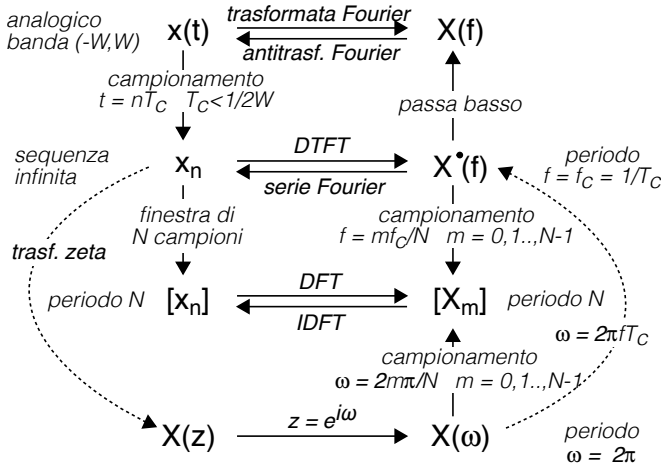 analogico
banda (-W,W)
x(t)
trasformata Fourier
antitrasf. Fourier
X(f)
campionamento
t = nT_C T_C<1/2W
passa basso
sequenza
infinita
x_n
DTFT
serie Fourier
X•(f)
periodo
f = f_C = 1/T_C
finestra di
N campioni
campionamento
f = mf_C/N m = 0,1..,N-1
trasf. zeta
periodo N
[x_n]
DFT
IDFT
[X_m]
periodo N
ω = 2πfT_C
campionamento
ω = 2mπ/N m = 0,1..,N-1
X(z)
z = e^{iω}
X(ω)
periodo
ω = 2π